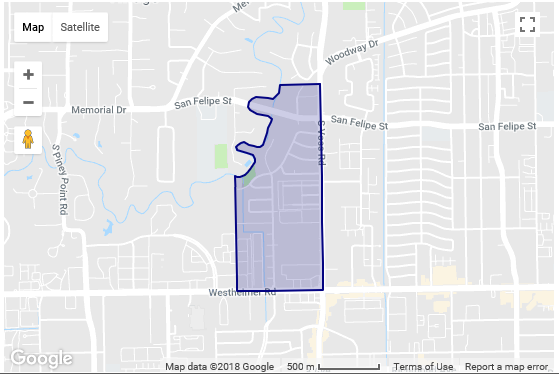 Map Satellite
Woodway Dr
Me
San Felipe St
Memorial Dr
San Felipe St
San Felipe St
S Voss Rd
S Piney Point Rd
Westheimer Rd
Google
Map data ©2018 Google 500 m Terms of Use Report a map error